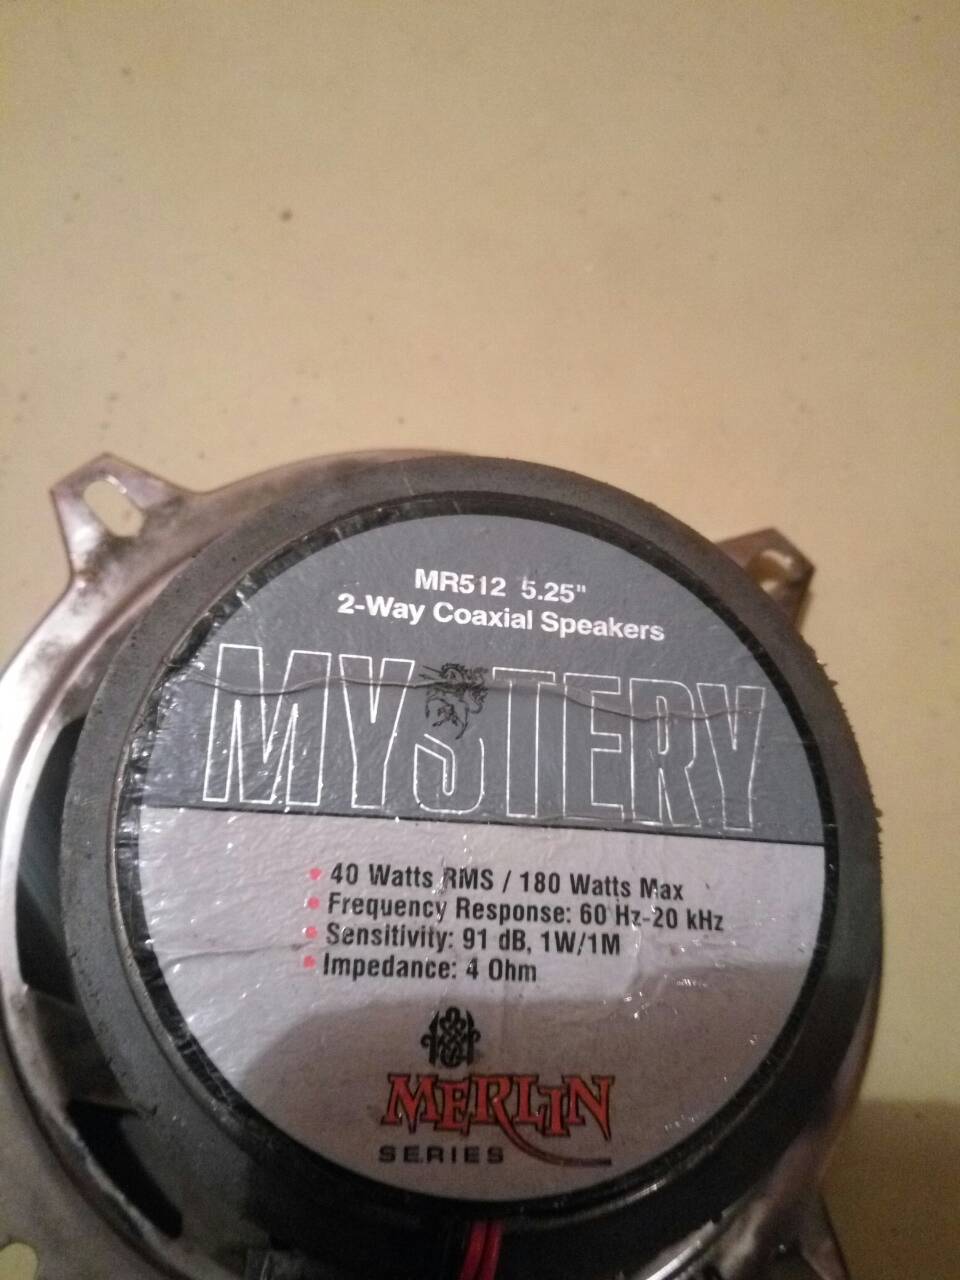 MR512 5.25"
2-Way Coaxial Speakers
MYSTERY
• 40 Watts RMS / 180 Watts Max
• Frequency Response: 60 Hz-20 kHz
• Sensitivity: 91 dB, 1W/1M
• Impedance: 4 Ohm
MERLIN
SERIES